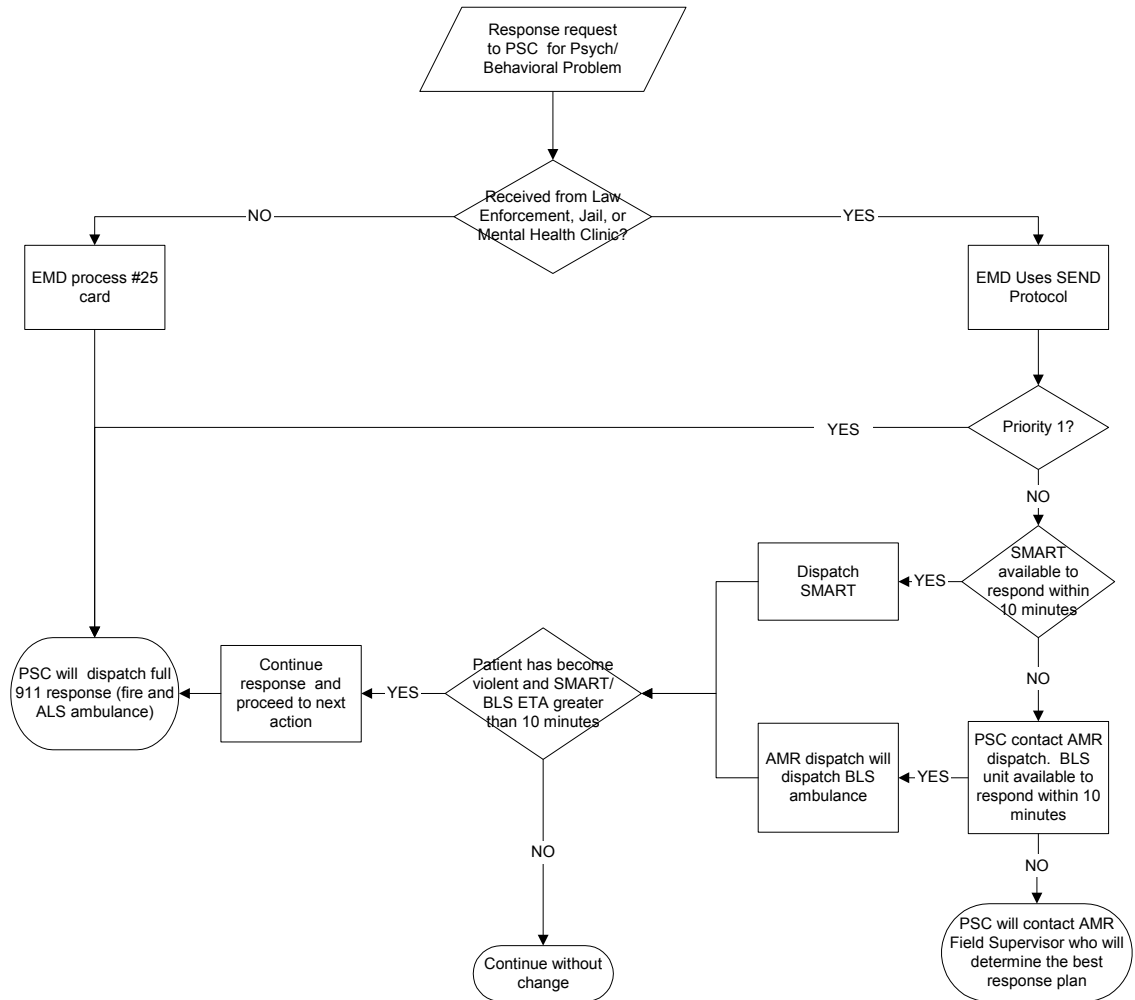 Response request
to PSC for Psych/
Behavioral Problem
Received from Law
Enforcement, Jail, or
Mental Health Clinic?
NO
YES
EMD process #25
card
EMD Uses SEND
Protocol
Priority 1?
YES
NO
SMART
available to
respond within
10 minutes
YES
Dispatch
SMART
NO
PSC contact AMR
dispatch. BLS
unit available to
respond within 10
minutes
YES
AMR dispatch will
dispatch BLS
ambulance
NO
PSC will contact AMR
Field Supervisor who will
determine the best
response plan
Patient has become
violent and SMART/
BLS ETA greater
than 10 minutes
YES
Continue
response and
proceed to next
action
PSC will dispatch full
911 response (fire and
ALS ambulance)
NO
Continue without
change